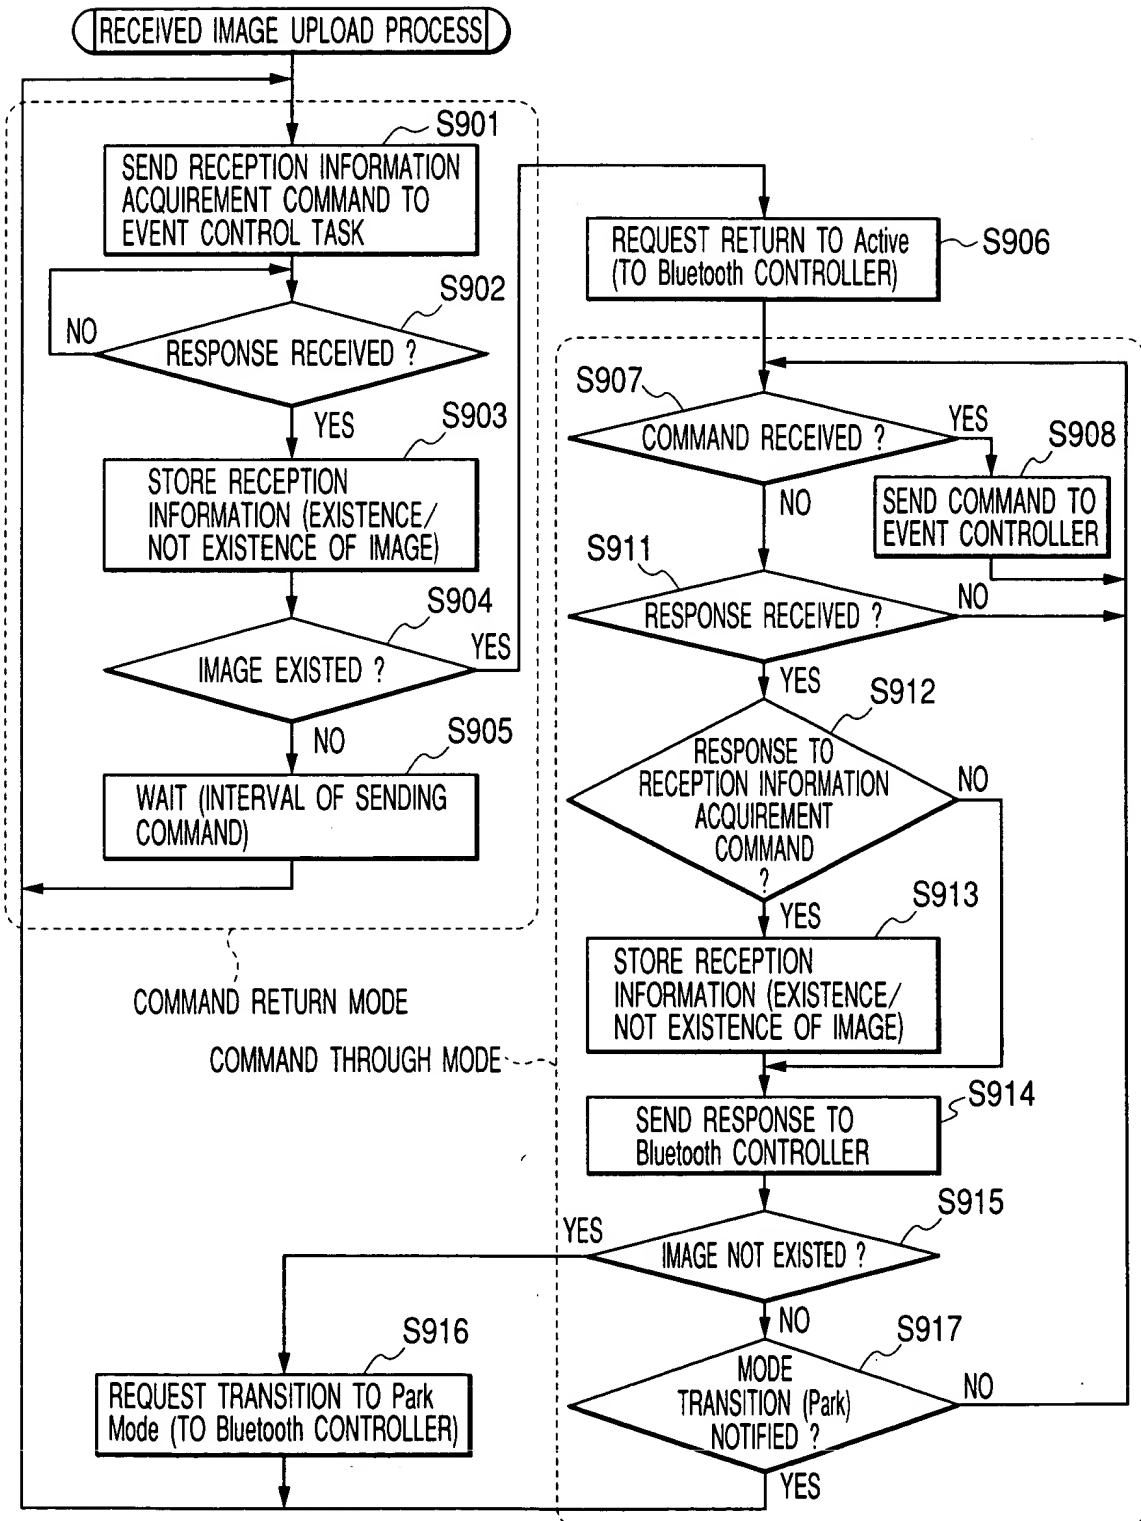 RECEIVED IMAGE UPLOAD PROCESS
S901
SEND RECEPTION INFORMATION
ACQUIREMENT COMMAND TO
EVENT CONTROL TASK
S902
NO
RESPONSE RECEIVED ?
YES
S903
STORE RECEPTION
INFORMATION (EXISTENCE/
NOT EXISTENCE OF IMAGE)
S904
IMAGE EXISTED ?
YES
NO
S905
WAIT (INTERVAL OF SENDING
COMMAND)
COMMAND RETURN MODE
S906
REQUEST RETURN TO Active
(TO Bluetooth CONTROLLER)
S907
COMMAND RECEIVED ?
YES
S908
SEND COMMAND TO
EVENT CONTROLLER
NO
S911
RESPONSE RECEIVED ?
NO
YES
S912
RESPONSE TO
RECEPTION INFORMATION
ACQUIREMENT
COMMAND
?
NO
YES
S913
STORE RECEPTION
INFORMATION (EXISTENCE/
NOT EXISTENCE OF IMAGE)
COMMAND THROUGH MODE
S914
SEND RESPONSE TO
Bluetooth CONTROLLER
S915
YES
IMAGE NOT EXISTED ?
NO
S916
REQUEST TRANSITION TO Park
Mode (TO Bluetooth CONTROLLER)
S917
MODE
TRANSITION (Park)
NOTIFIED ?
NO
YES